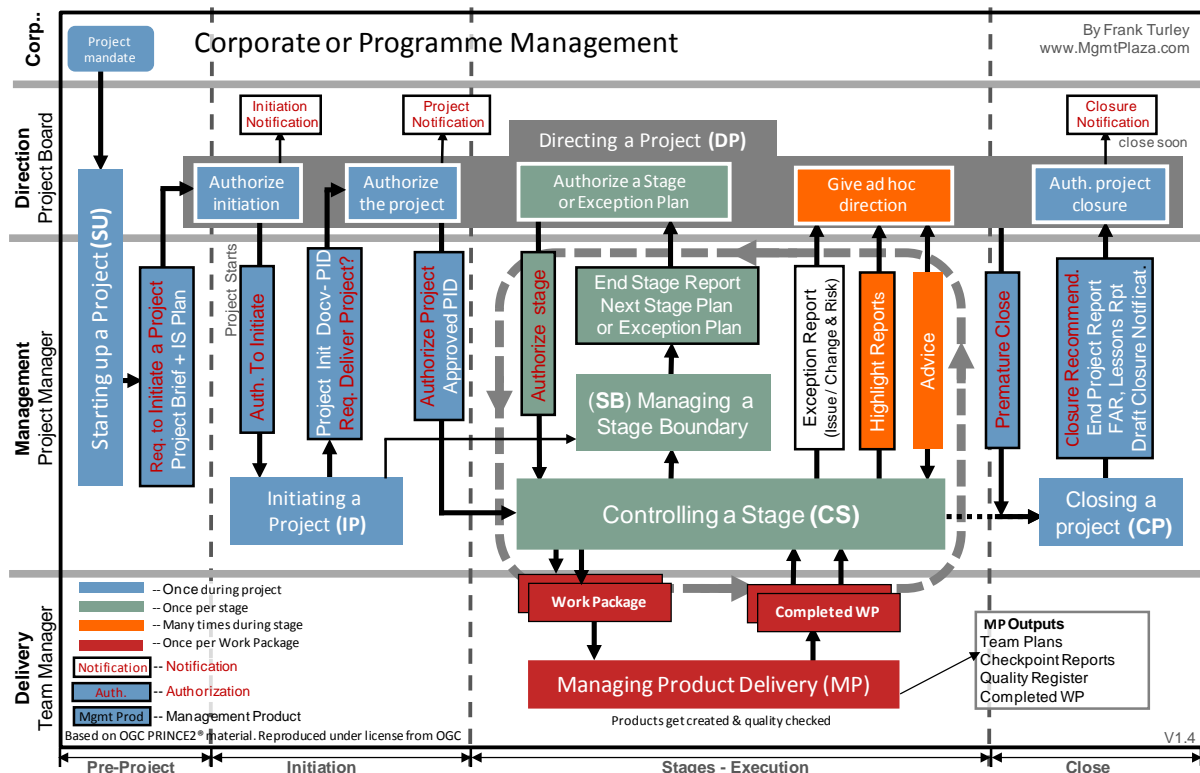 Corp..
Project
mandate
Corporate or Programme Management
By Frank Turley
www.MgmtPlaza.com
Direction
Project Board
Initiation
Notification
Project
Notification
Closure
Notification
close soon
Directing a Project (DP)
Authorize
initiation
Authorize
the project
Authorize a Stage
or Exception Plan
Give ad hoc
direction
Auth. project
closure
Management
Project Manager
Starting up a Project (SU)
Req. to Initiate a Project
Project Brief + IS Plan
Project Starts
Auth. To Initiate
Project Init Docv- PID
Req. Deliver Project?
Authorize Project
Approved PID
Authorize stage
End Stage Report
Next Stage Plan
or Exception Plan
(SB) Managing a
Stage Boundary
Exception Report
(Issue / Change & Risk)
Highlight Reports
Advice
Premature Close
Closure Recommend.
End Project Report
FAR, Lessons Rpt
Draft Closure Notificat.
Initiating a
Project (IP)
Controlling a Stage (CS)
Closing a
project (CP)
Delivery
Team Manager
-- Once during project
-- Once per stage
-- Many times during stage
-- Once per Work Package
Notification -- Notification
Auth. -- Authorization
Mgmt Prod -- Management Product
Work Package
Completed WP
Managing Product Delivery (MP)
Products get created & quality checked
MP Outputs
Team Plans
Checkpoint Reports
Quality Register
Completed WP
Based on OGC PRINCE2® material. Reproduced under license from OGC
V1.4
Pre-Project
Initiation
Stages - Execution
Close